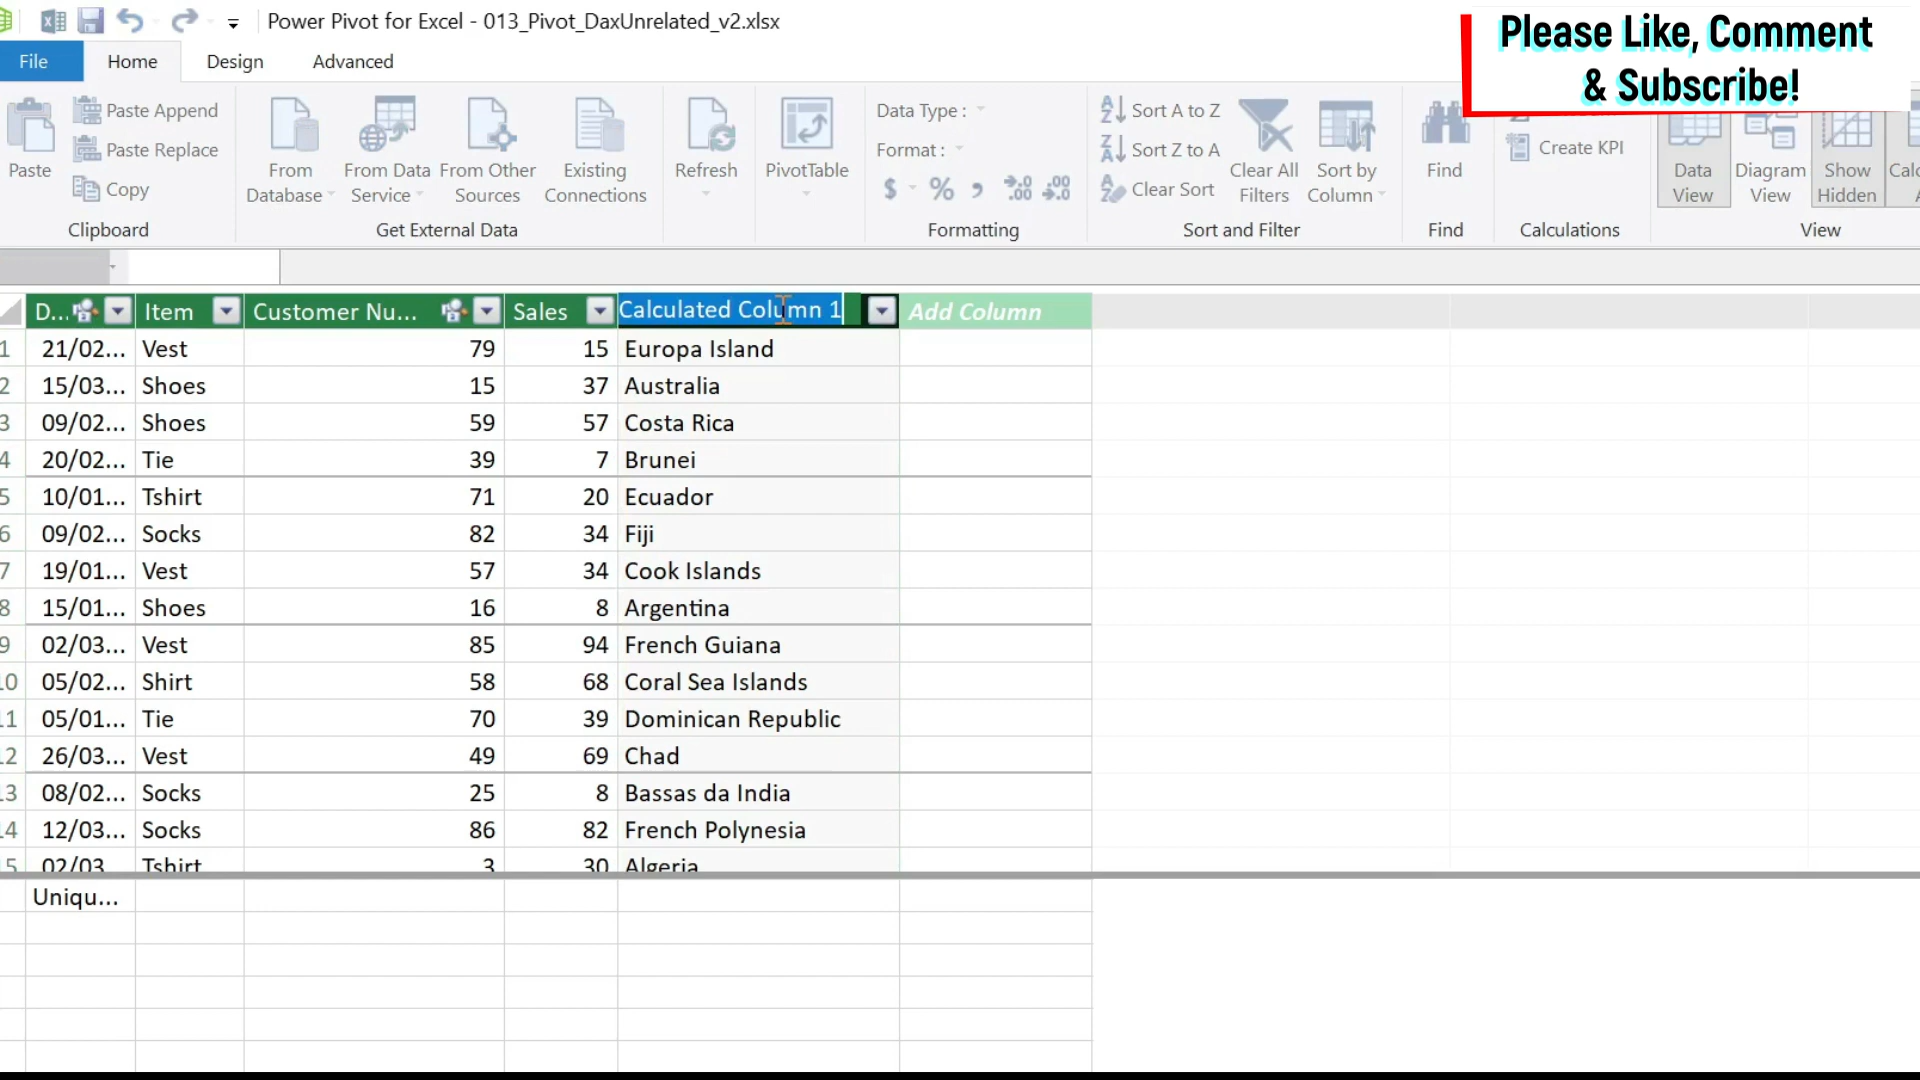 Power Pivot for Excel - 013_Pivot_DaxUnrelated_v2.xlsx
Please Like, Comment
& Subscribe!
File Home Design Advanced
Paste
Paste Append
Paste Replace
Copy
Clipboard
From Database
From Data Service
From Other Sources
Existing Connections
Get External Data
Refresh
PivotTable
Data Type :
Format :
$ % , .00 .00
Formatting
Sort A to Z
Sort Z to A
Clear Sort
Clear All Filters
Sort by Column
Sort and Filter
Find
Find
Create KPI
Calculations
Data View
Diagram View
Show Hidden
View
D... Item Customer Nu... Sales Calculated Column 1 Add Column
1 21/02... Vest 79 15 Europa Island
2 15/03... Shoes 15 37 Australia
3 09/02... Shoes 59 57 Costa Rica
4 20/02... Tie 39 7 Brunei
5 10/01... Tshirt 71 20 Ecuador
6 09/02... Socks 82 34 Fiji
7 19/01... Vest 57 34 Cook Islands
8 15/01... Shoes 16 8 Argentina
9 02/03... Vest 85 94 French Guiana
10 05/02... Shirt 58 68 Coral Sea Islands
11 05/01... Tie 70 39 Dominican Republic
12 26/03... Vest 49 69 Chad
13 08/02... Socks 25 8 Bassas da India
14 12/03... Socks 86 82 French Polynesia
15 02/03 Tshirt 3 30 Algeria
Uniqu...